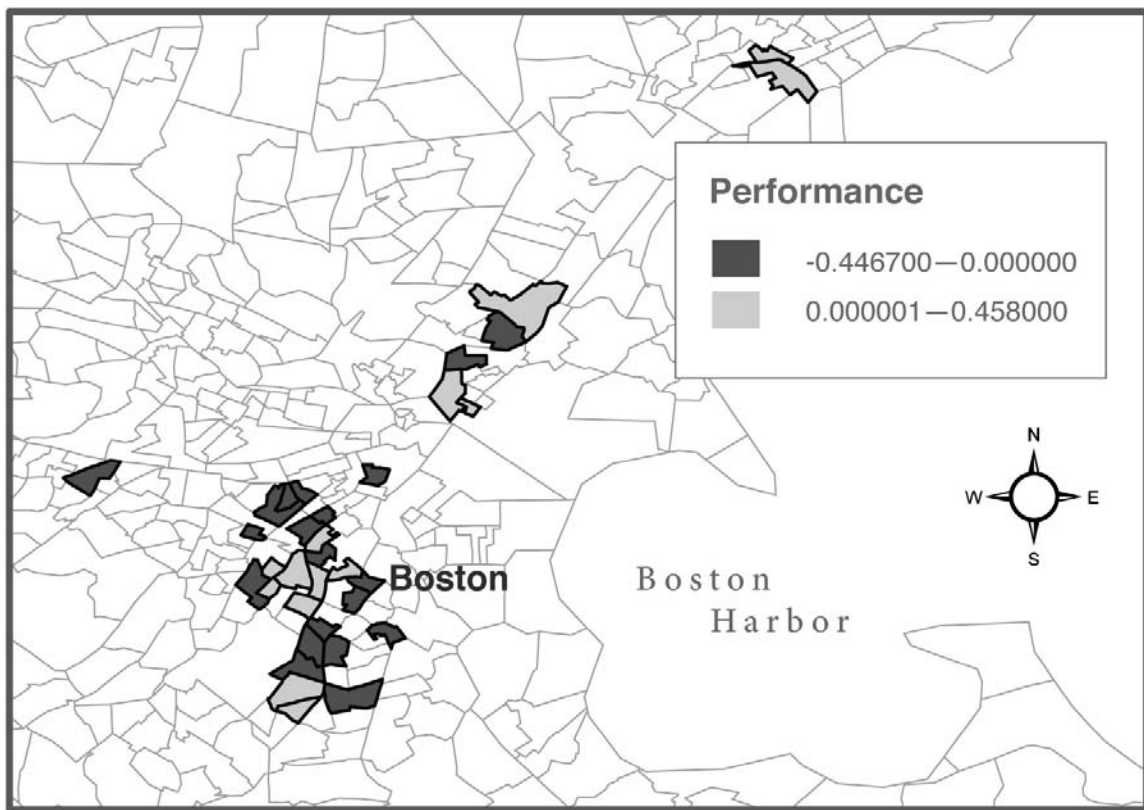 Performance
-0.446700—0.000000
0.000001—0.458000
N
W E
S
Boston
Boston
Harbor